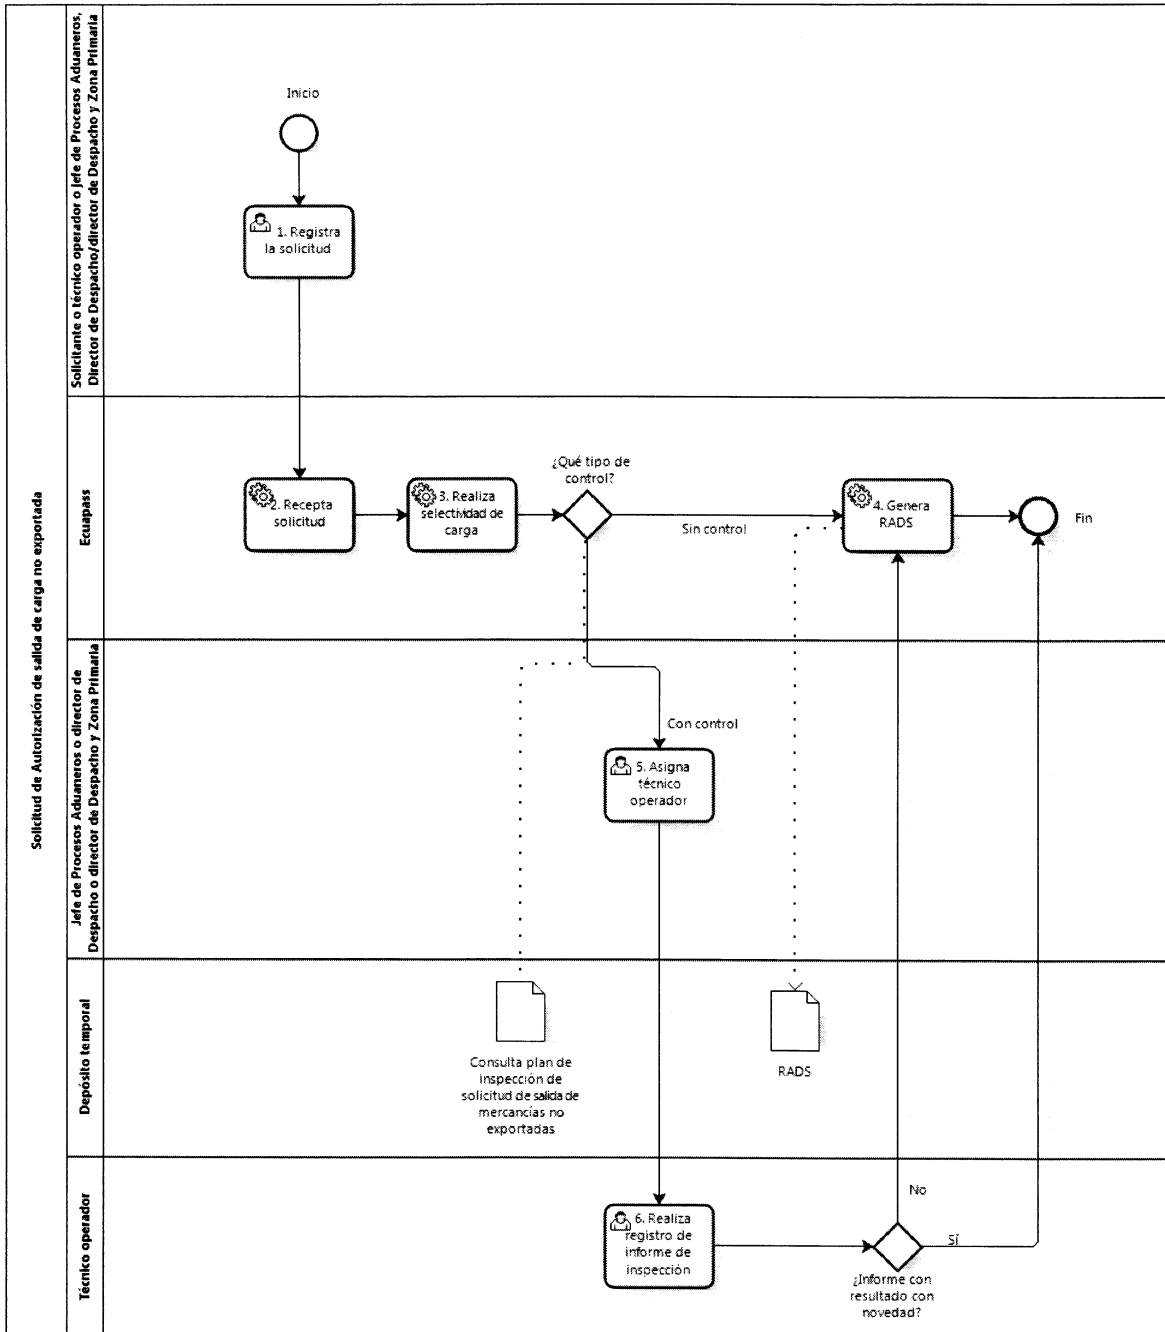 Solicitud de Autorización de salida de carga no exportada
Solicitante o técnico operador o Jefe de Procesos Aduaneros,
Director de Despacho/director de Despacho y Zona Primaria
Inicio
1. Registra
la solicitud
Ecuapass
2. Recepta
solicitud
3. Realiza
selectividad de
carga
¿Qué tipo de
control?
Sin control
4. Genera
RADS
Fin
Jefe de Procesos Aduaneros o director de
Despacho o director de Despacho y Zona Primaria
Con control
5. Asigna
técnico
operador
Depósito temporal
Consulta plan de
inspección de
solicitud de salida de
mercancías no
exportadas
RADS
Técnico operador
6. Realiza
registro de
informe de
inspección
No
Sí
¿Informe con
resultado con
novedad?